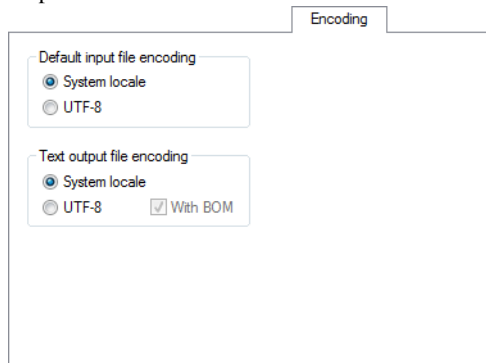 Encoding
Default input file encoding
System locale
UTF-8
Text output file encoding
System locale
UTF-8 With BOM